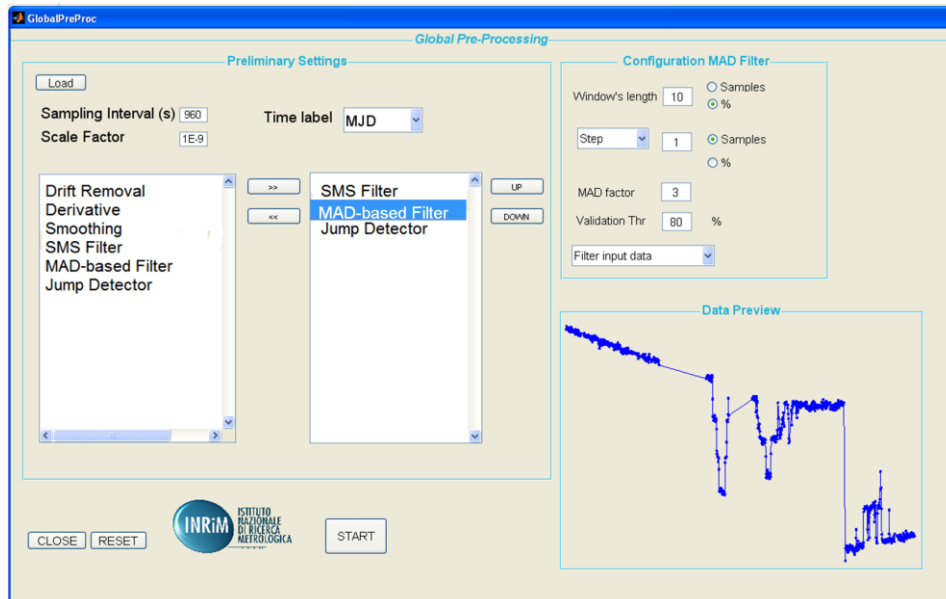 GlobalPreProc
Global Pre-Processing
Preliminary Settings
Load
Sampling Interval (s) 960
Time label MJD
Scale Factor 1E-9
Drift Removal
Derivative
Smoothing
SMS Filter
MAD-based Filter
Jump Detector
>>
<<
SMS Filter
MAD-based Filter
Jump Detector
UP
DOWN
Configuration MAD Filter
Window's length 10
Samples
%
Step 1
Samples
%
MAD factor 3
Validation Thr 80 %
Filter input data
Data Preview
CLOSE
RESET
INRIM
ISTITUTO
NAZIONALE
DI RICERCA
METROLOGICA
START